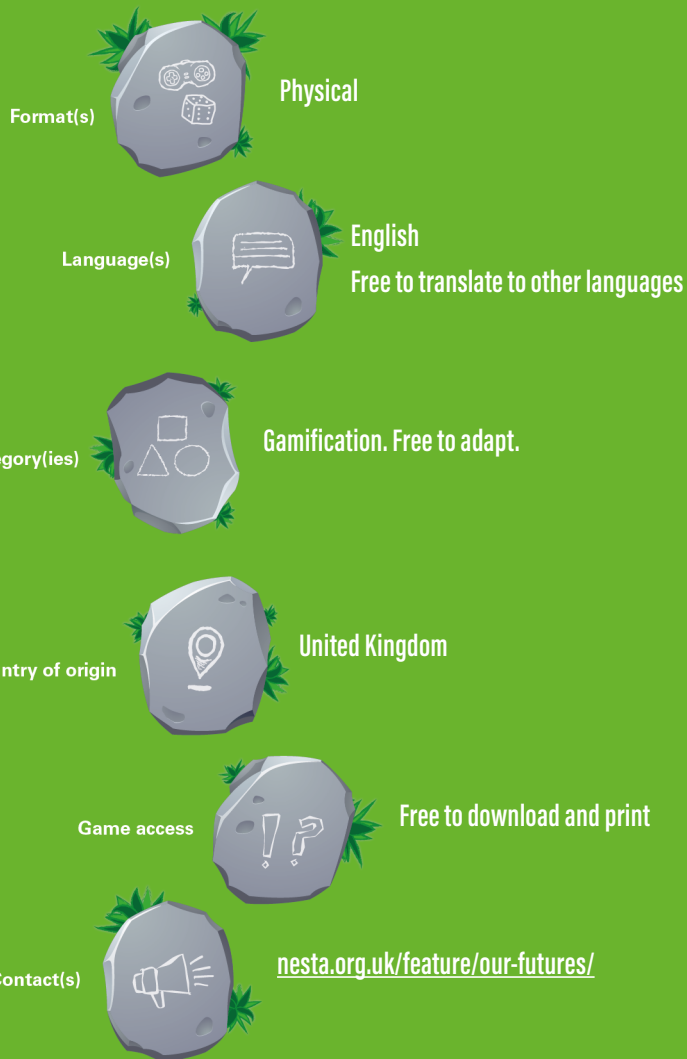 Format(s)
Physical
Language(s)
English
Free to translate to other languages
egory(ies)
Gamification. Free to adapt.
ntry of origin
United Kingdom
Game access
Free to download and print
Contact(s)
nesta.org.uk/feature/our-futures/